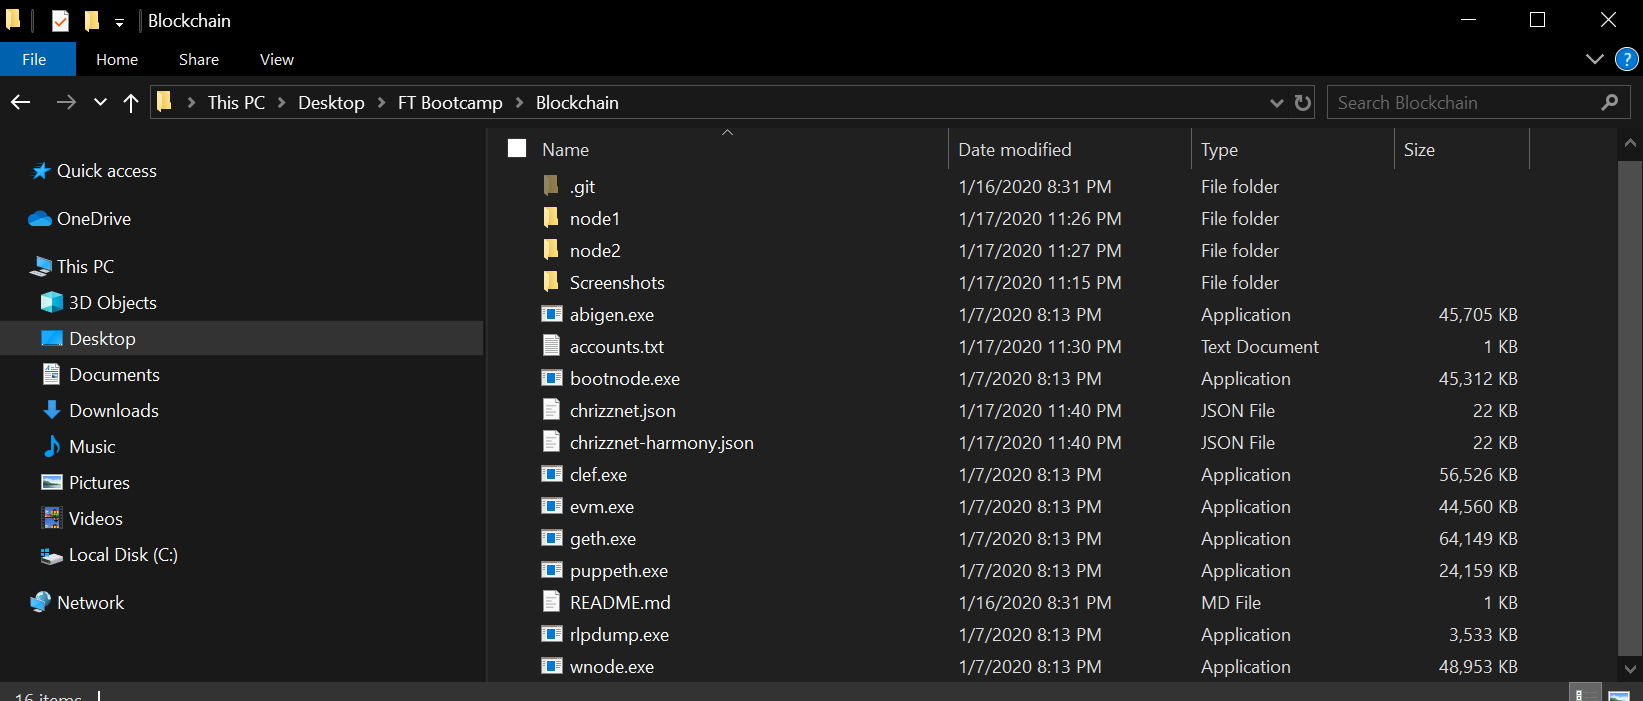 Blockchain
File Home Share View
This PC Desktop FT Bootcamp Blockchain Search Blockchain
Quick access
OneDrive
This PC
3D Objects
Desktop
Documents
Downloads
Music
Pictures
Videos
Local Disk (C:)
Network
Name Date modified Type Size
.git 1/16/2020 8:31 PM File folder
node1 1/17/2020 11:26 PM File folder
node2 1/17/2020 11:27 PM File folder
Screenshots 1/17/2020 11:15 PM File folder
abigen.exe 1/7/2020 8:13 PM Application 45,705 KB
accounts.txt 1/17/2020 11:30 PM Text Document 1 KB
bootnode.exe 1/7/2020 8:13 PM Application 45,312 KB
chrizznet.json 1/17/2020 11:40 PM JSON File 22 KB
chrizznet-harmony.json 1/17/2020 11:40 PM JSON File 22 KB
clef.exe 1/7/2020 8:13 PM Application 56,526 KB
evm.exe 1/7/2020 8:13 PM Application 44,560 KB
geth.exe 1/7/2020 8:13 PM Application 64,149 KB
puppeth.exe 1/7/2020 8:13 PM Application 24,159 KB
README.md 1/16/2020 8:31 PM MD File 1 KB
rlpdump.exe 1/7/2020 8:13 PM Application 3,533 KB
wnode.exe 1/7/2020 8:13 PM Application 48,953 KB
16 items